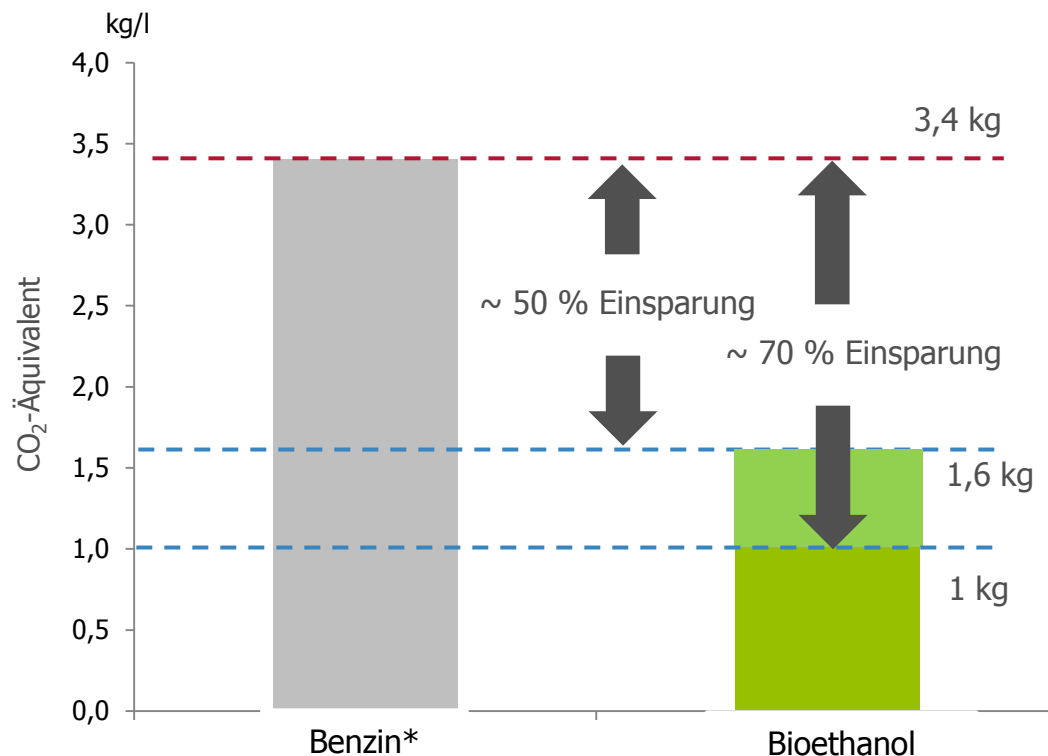 kg/l
4,0
3,4 kg
3,5
3,0
~ 50 % Einsparung
2,5
~ 70 % Einsparung
2,0
CO₂-Äquivalent
1,5
1,6 kg
1,0
1 kg
0,5
0,0
Benzin*
Bioethanol